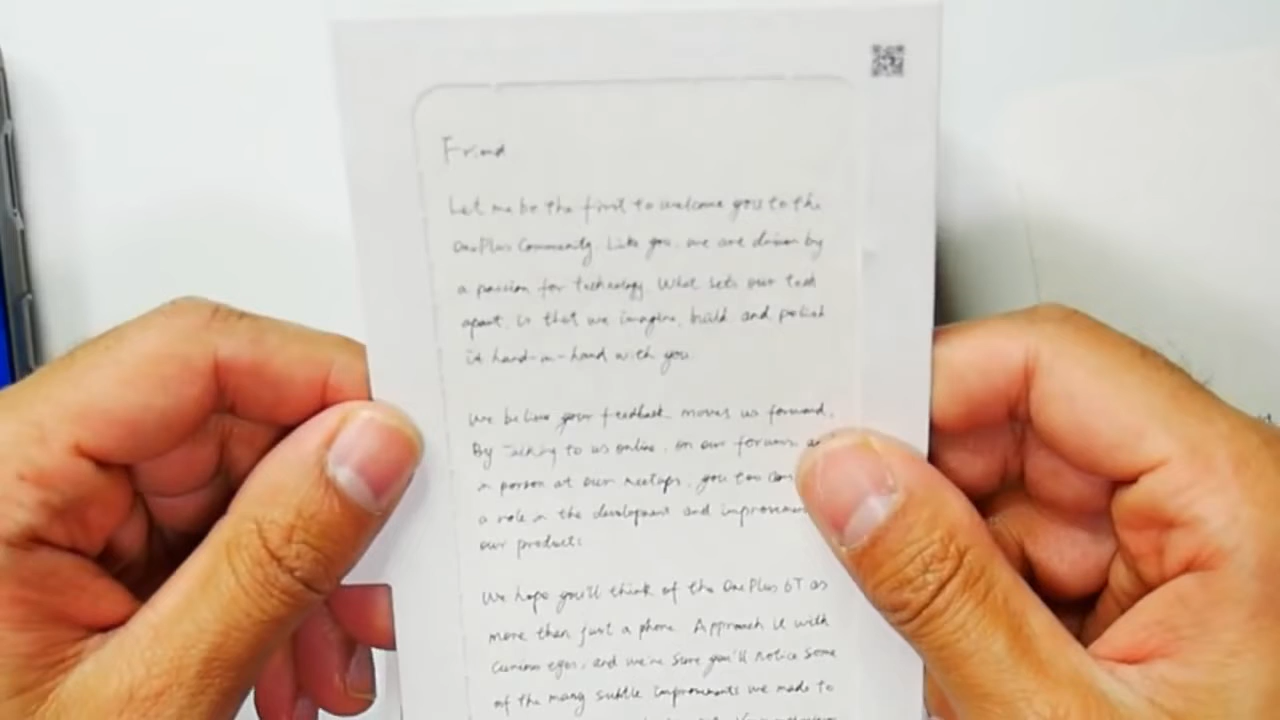 Friend
Let me be the first to welcome you to the
OnePlus Community. Like you, we are driven by
a passion for technology. What sets our tech
apart, is that we imagine, build and polish
it hand-in-hand with you
We believe your feedback moves us forward.
By talking to us online, on our forums
in person at our meetups, you too can
a role in the development and
our products
We hope you'll think of the OnePlus 6T as
more than just a phone. Approach it with
curious eyes, and we're sure you'll notice some
of the many subtle improvements we made to